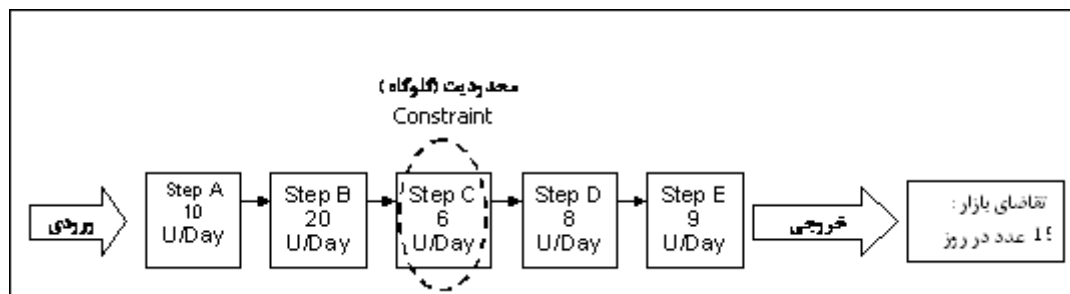 محدودیت (گلوگاه)
Constraint
ورودی
Step A
10
U/Day
Step B
20
U/Day
Step C
6
U/Day
Step D
8
U/Day
Step E
9
U/Day
خروجی
تقاضای بازار :
15 عدد در روز